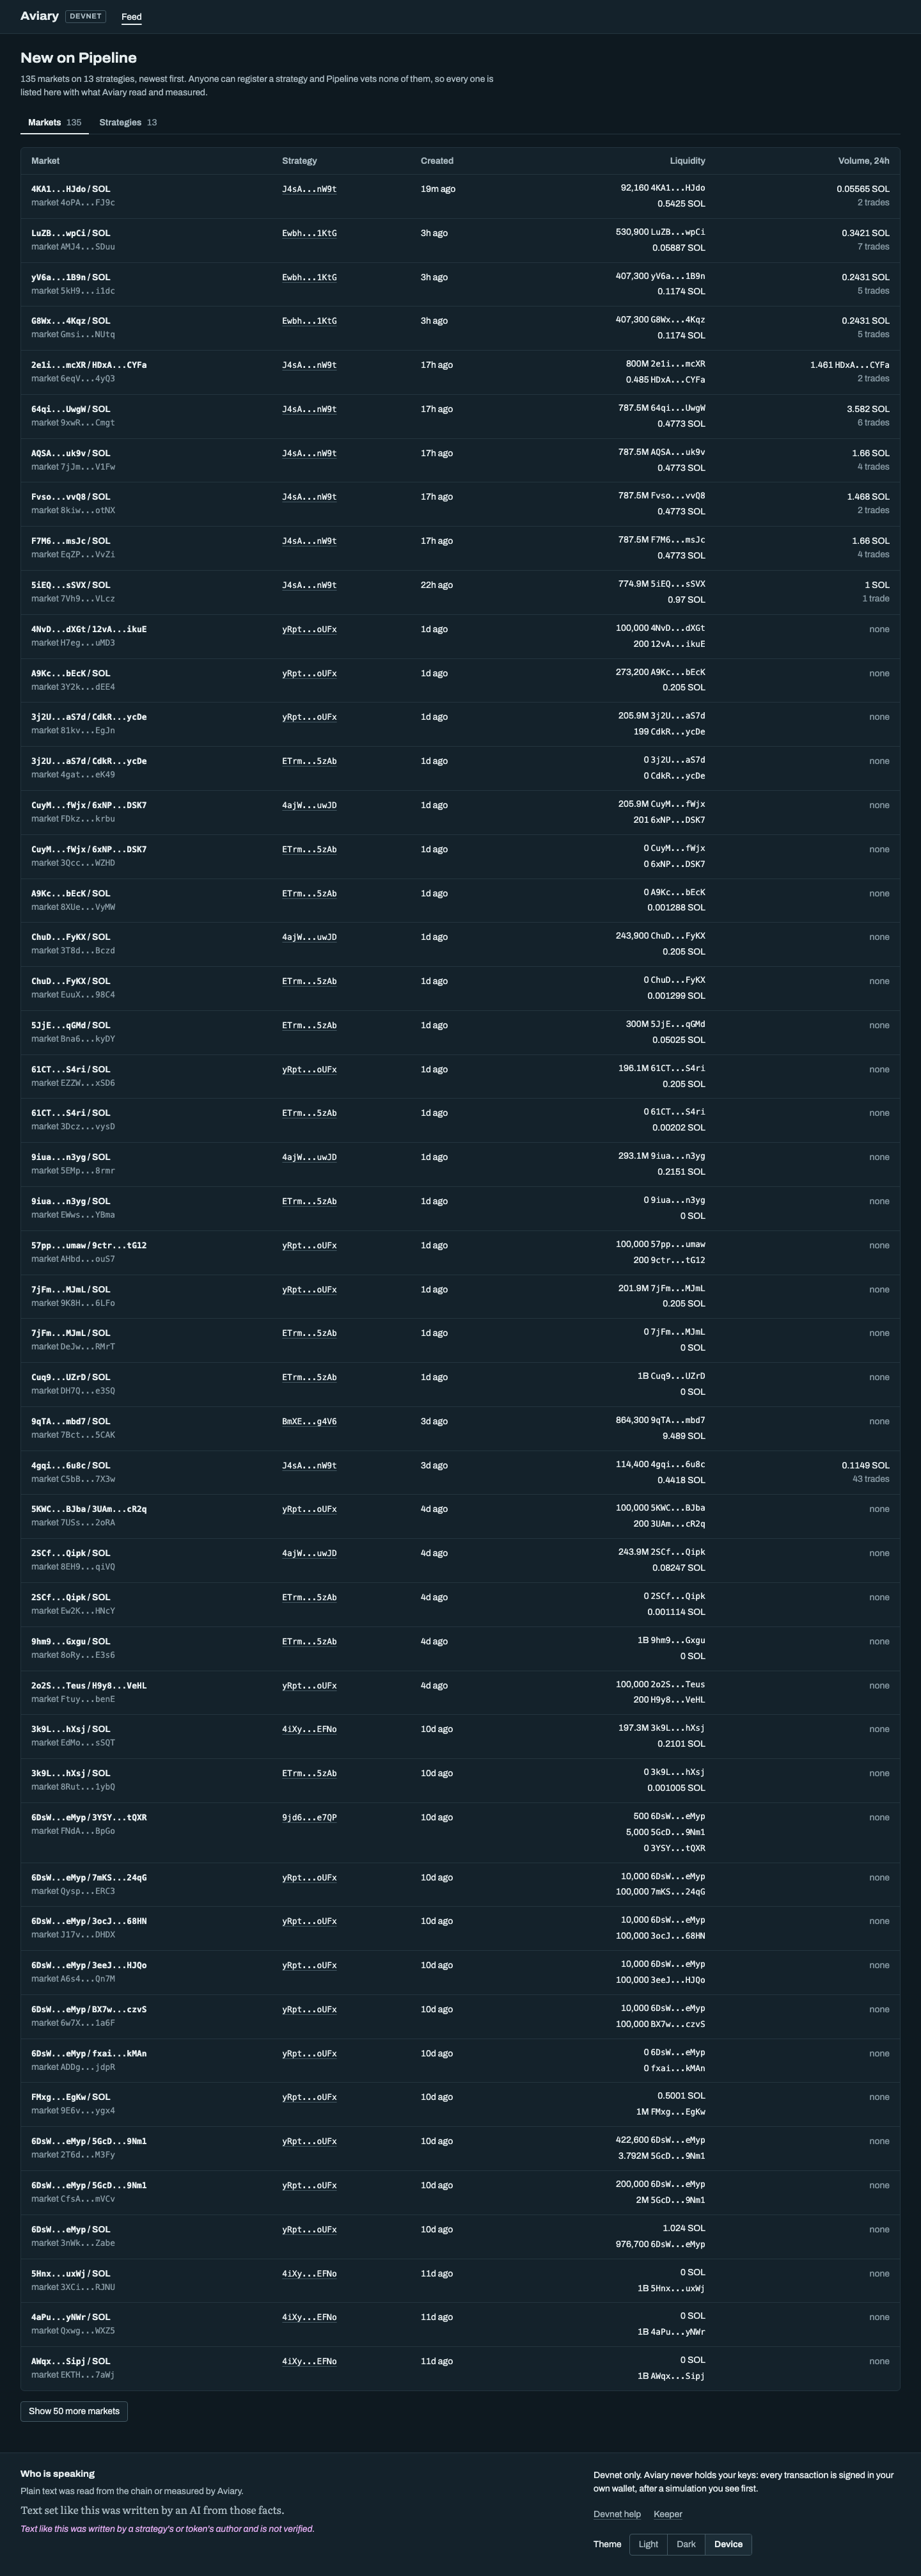 Aviary DEVNET Feed
New on Pipeline
135 markets on 13 strategies, newest first. Anyone can register a strategy and Pipeline vets none of them, so every one is
listed here with what Aviary read and measured.
Markets 135 Strategies 13
Market Strategy Created Liquidity Volume, 24h
4KA1...HJdo / SOL J4sA...nW9t 19m ago 92,160 4KA1...HJdo 0.05565 SOL
market 4oPA...FJ9c 0.5425 SOL 2 trades
LuZB...wpCi / SOL Ewbh...1KtG 3h ago 530,900 LuZB...wpCi 0.3421 SOL
market AMJ4...SDuu 0.05887 SOL 7 trades
yV6a...1B9n / SOL Ewbh...1KtG 3h ago 407,300 yV6a...1B9n 0.2431 SOL
market 5kH9...i1dc 0.1174 SOL 5 trades
G8Wx...4Kqz / SOL Ewbh...1KtG 3h ago 407,300 G8Wx...4Kqz 0.2431 SOL
market Gmsi...NUtq 0.1174 SOL 5 trades
2e1i...mcXR / HDxA...CYFa J4sA...nW9t 17h ago 800M 2e1i...mcXR 1.461 HDxA...CYFa
market 6eqV...4yQ3 0.485 HDxA...CYFa 2 trades
64qi...UwgW / SOL J4sA...nW9t 17h ago 787.5M 64qi...UwgW 3.582 SOL
market 9xwR...Cmgt 0.4773 SOL 6 trades
AQSA...uk9v / SOL J4sA...nW9t 17h ago 787.5M AQSA...uk9v 1.66 SOL
market 7jJm...V1Fw 0.4773 SOL 4 trades
Fvso...vvQ8 / SOL J4sA...nW9t 17h ago 787.5M Fvso...vvQ8 1.468 SOL
market 8kiw...otNX 0.4773 SOL 2 trades
F7M6...msJc / SOL J4sA...nW9t 17h ago 787.5M F7M6...msJc 1.66 SOL
market EqZP...VvZi 0.4773 SOL 4 trades
5iEQ...sSVX / SOL J4sA...nW9t 22h ago 774.9M 5iEQ...sSVX 1 SOL
market 7Vh9...VLcz 0.97 SOL 1 trade
4NvD...dXGt / 12vA...ikuE yRpt...oUFx 1d ago 100,000 4NvD...dXGt none
market H7eg...uMD3 200 12vA...ikuE
A9Kc...bEcK / SOL yRpt...oUFx 1d ago 273,200 A9Kc...bEcK none
market 3Y2k...dEE4 0.205 SOL
3j2U...aS7d / CdkR...ycDe yRpt...oUFx 1d ago 205.9M 3j2U...aS7d none
market 81kv...EgJn 199 CdkR...ycDe
3j2U...aS7d / CdkR...ycDe ETrm...5zAb 1d ago 0 3j2U...aS7d none
market 4gat...eK49 0 CdkR...ycDe
CuyM...fWjx / 6xNP...DSK7 4ajW...uwJD 1d ago 205.9M CuyM...fWjx none
market FDkz...krbu 201 6xNP...DSK7
CuyM...fWjx / 6xNP...DSK7 ETrm...5zAb 1d ago 0 CuyM...fWjx none
market 3Qcc...WZHD 0 6xNP...DSK7
A9Kc...bEcK / SOL ETrm...5zAb 1d ago 0 A9Kc...bEcK none
market 8XUe...VyMW 0.001288 SOL
ChuD...FyKX / SOL 4ajW...uwJD 1d ago 243,900 ChuD...FyKX none
market 3T8d...Bczd 0.205 SOL
ChuD...FyKX / SOL ETrm...5zAb 1d ago 0 ChuD...FyKX none
market EuuX...98C4 0.001299 SOL
5JjE...qGMd / SOL ETrm...5zAb 1d ago 300M 5JjE...qGMd none
market Bna6...kyDY 0.05025 SOL
61CT...S4ri / SOL yRpt...oUFx 1d ago 196.1M 61CT...S4ri none
market EZZW...xSD6 0.205 SOL
61CT...S4ri / SOL ETrm...5zAb 1d ago 0 61CT...S4ri none
market 3Dcz...vysD 0.00202 SOL
9iua...n3yg / SOL 4ajW...uwJD 1d ago 293.1M 9iua...n3yg none
market 5EMp...8rmr 0.2151 SOL
9iua...n3yg / SOL ETrm...5zAb 1d ago 0 9iua...n3yg none
market EWws...YBma 0 SOL
57pp...umaw / 9ctr...tG12 yRpt...oUFx 1d ago 100,000 57pp...umaw none
market AHbd...ouS7 200 9ctr...tG12
7jFm...MJmL / SOL yRpt...oUFx 1d ago 201.9M 7jFm...MJmL none
market 9K8H...6LFo 0.205 SOL
7jFm...MJmL / SOL ETrm...5zAb 1d ago 0 7jFm...MJmL none
market DeJw...RMrT 0 SOL
Cuq9...UZrD / SOL ETrm...5zAb 1d ago 1B Cuq9...UZrD none
market DH7Q...e3SQ 0 SOL
9qTA...mbd7 / SOL BmXE...g4V6 3d ago 864,300 9qTA...mbd7 none
market 7Bct...5CAK 9.489 SOL
4gqi...6u8c / SOL J4sA...nW9t 3d ago 114,400 4gqi...6u8c 0.1149 SOL
market C5bB...7X3w 0.4418 SOL 43 trades
5KWC...BJba / 3UAm...cR2q yRpt...oUFx 4d ago 100,000 5KWC...BJba none
market 7USs...2oRA 200 3UAm...cR2q
2SCf...Qipk / SOL 4ajW...uwJD 4d ago 243.9M 2SCf...Qipk none
market 8EH9...qiVQ 0.08247 SOL
2SCf...Qipk / SOL ETrm...5zAb 4d ago 0 2SCf...Qipk none
market Ew2K...HNcY 0.001114 SOL
9hm9...Gxgu / SOL ETrm...5zAb 4d ago 1B 9hm9...Gxgu none
market 8oRy...E3s6 0 SOL
2o2S...Teus / H9y8...VeHL yRpt...oUFx 4d ago 100,000 2o2S...Teus none
market Ftuy...benE 200 H9y8...VeHL
3k9L...hXsj / SOL 4iXy...EFNo 10d ago 197.3M 3k9L...hXsj none
market EdMo...sSQT 0.2101 SOL
3k9L...hXsj / SOL ETrm...5zAb 10d ago 0 3k9L...hXsj none
market 8Rut...1ybQ 0.001005 SOL
6DsW...eMyp / 3YSY...tQXR 9jd6...e7QP 10d ago 500 6DsW...eMyp none
market FNdA...BpGo 5,000 5GcD...9Nm1
0 3YSY...tQXR
6DsW...eMyp / 7mKS...24qG yRpt...oUFx 10d ago 10,000 6DsW...eMyp none
market Qysp...ERC3 100,000 7mKS...24qG
6DsW...eMyp / 3ocJ...68HN yRpt...oUFx 10d ago 10,000 6DsW...eMyp none
market J17v...DHDX 100,000 3ocJ...68HN
6DsW...eMyp / 3eeJ...HJQo yRpt...oUFx 10d ago 10,000 6DsW...eMyp none
market A6s4...Qn7M 100,000 3eeJ...HJQo
6DsW...eMyp / BX7w...czvS yRpt...oUFx 10d ago 10,000 6DsW...eMyp none
market 6w7X...1a6F 100,000 BX7w...czvS
6DsW...eMyp / fxai...kMAn yRpt...oUFx 10d ago 0 6DsW...eMyp none
market ADDg...jdpR 0 fxai...kMAn
FMxg...EgKw / SOL yRpt...oUFx 10d ago 0.5001 SOL none
market 9E6v...ygx4 1M FMxg...EgKw
6DsW...eMyp / 5GcD...9Nm1 yRpt...oUFx 10d ago 422,600 6DsW...eMyp none
market 2T6d...M3Fy 3.792M 5GcD...9Nm1
6DsW...eMyp / 5GcD...9Nm1 yRpt...oUFx 10d ago 200,000 6DsW...eMyp none
market CfsA...mVCv 2M 5GcD...9Nm1
6DsW...eMyp / SOL yRpt...oUFx 10d ago 1.024 SOL none
market 3nWk...Zabe 976,700 6DsW...eMyp
5Hnx...uxWj / SOL 4iXy...EFNo 11d ago 0 SOL none
market 3XCi...RJNU 1B 5Hnx...uxWj
4aPu...yNWr / SOL 4iXy...EFNo 11d ago 0 SOL none
market Qxwg...WXZ5 1B 4aPu...yNWr
AWqx...Sipj / SOL 4iXy...EFNo 11d ago 0 SOL none
market EKTH...7aWj 1B AWqx...Sipj
Show 50 more markets
Who is speaking
Plain text was read from the chain or measured by Aviary.
Text set like this was written by an AI from those facts.
Text like this was written by a strategy's or token's author and is not verified.
Devnet only. Aviary never holds your keys: every transaction is signed in your
own wallet, after a simulation you see first.
Devnet help Keeper
Theme Light Dark Device